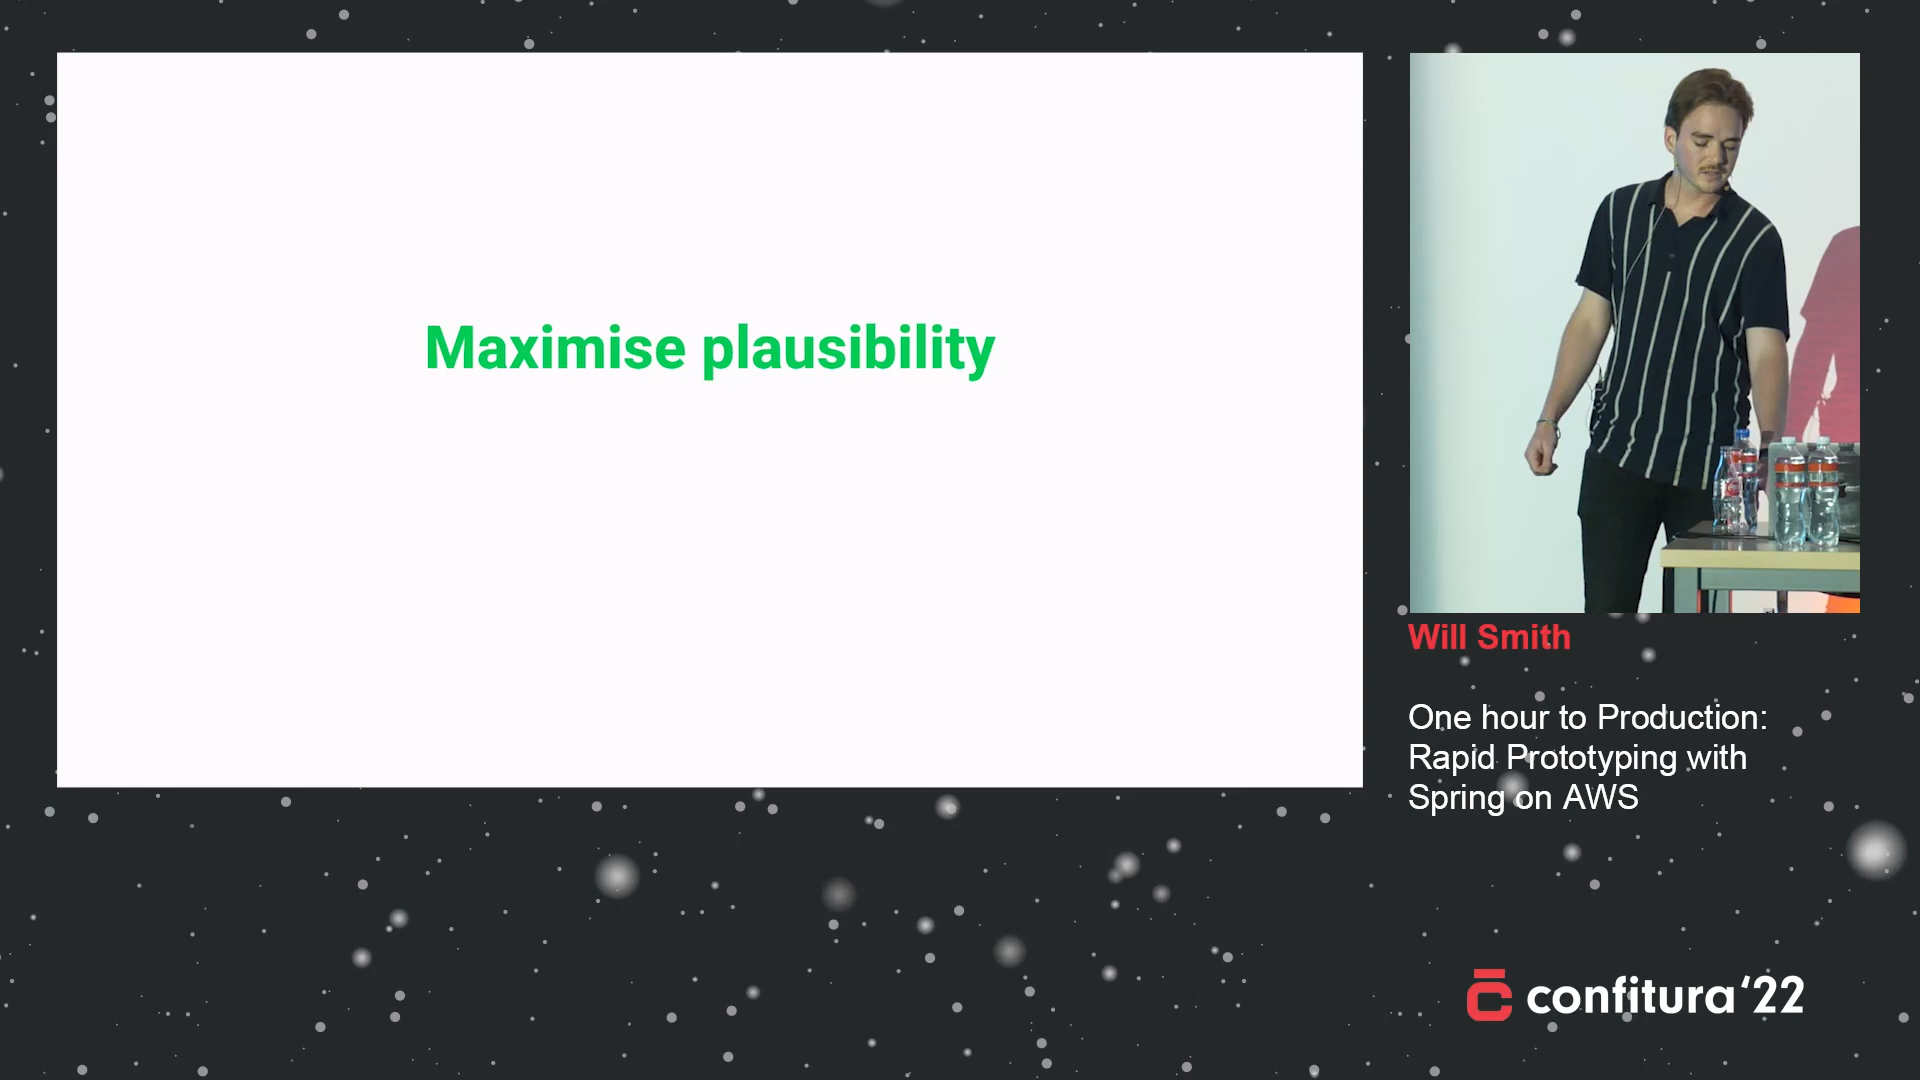 Maximise plausibility
Will Smith
One hour to Production:
Rapid Prototyping with
Spring on AWS
confitura‘22